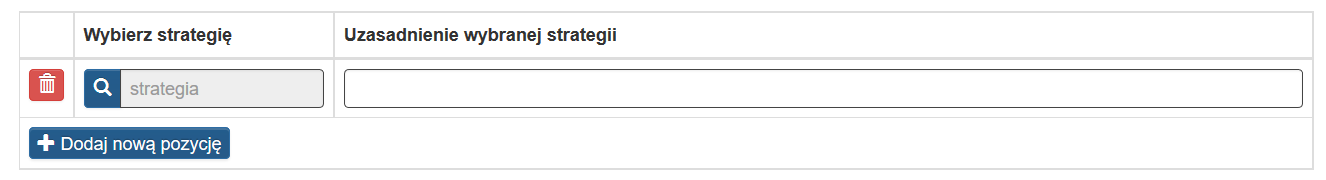 Wybierz strategię
Uzasadnienie wybranej strategii
strategia
Dodaj nową pozycję